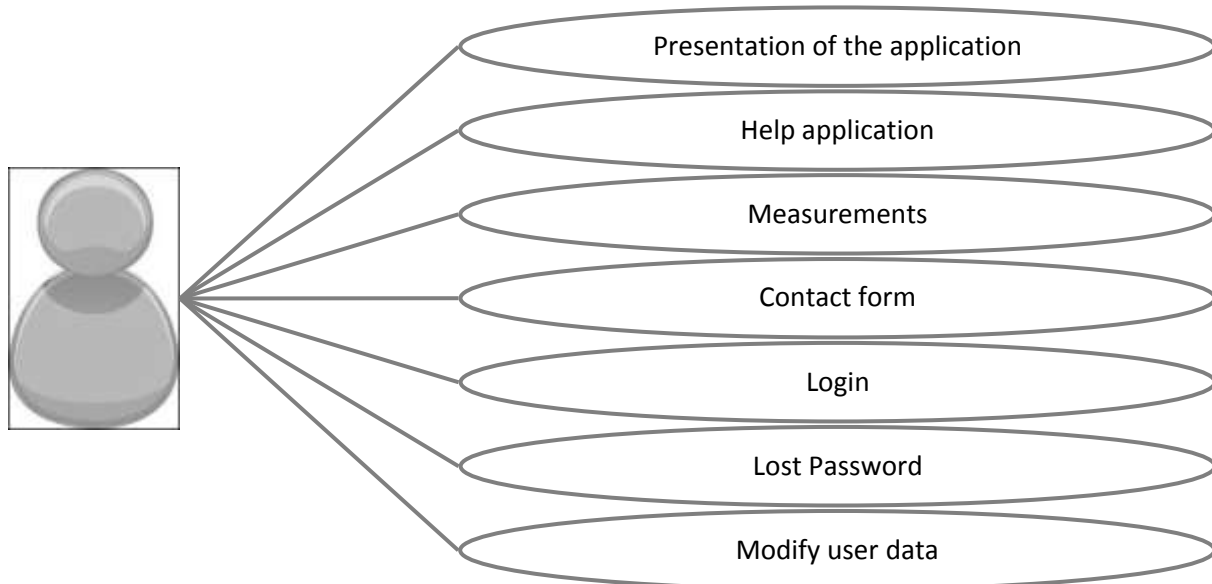 Presentation of the application
Help application
Measurements
Contact form
Login
Lost Password
Modify user data